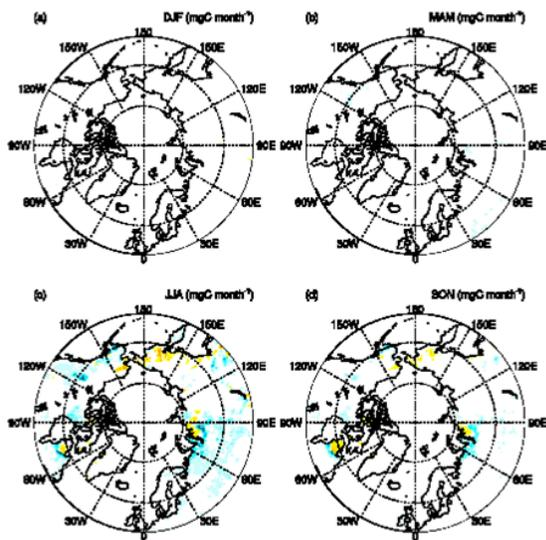 (a) DJF (mgC month⁻¹)
180
150W 150E
120W 120E
90W 90E
60W 60E
30W 30E
0
(b) MAM (mgC month⁻¹)
180
150W 150E
120W 120E
90W 90E
60W 60E
30W 30E
0
(c) JJA (mgC month⁻¹)
180
150W 150E
120W 120E
90W 90E
60W 60E
30W 30E
0
(d) SON (mgC month⁻¹)
180
150W 150E
120W 120E
90W 90E
60W 60E
30W 30E
0